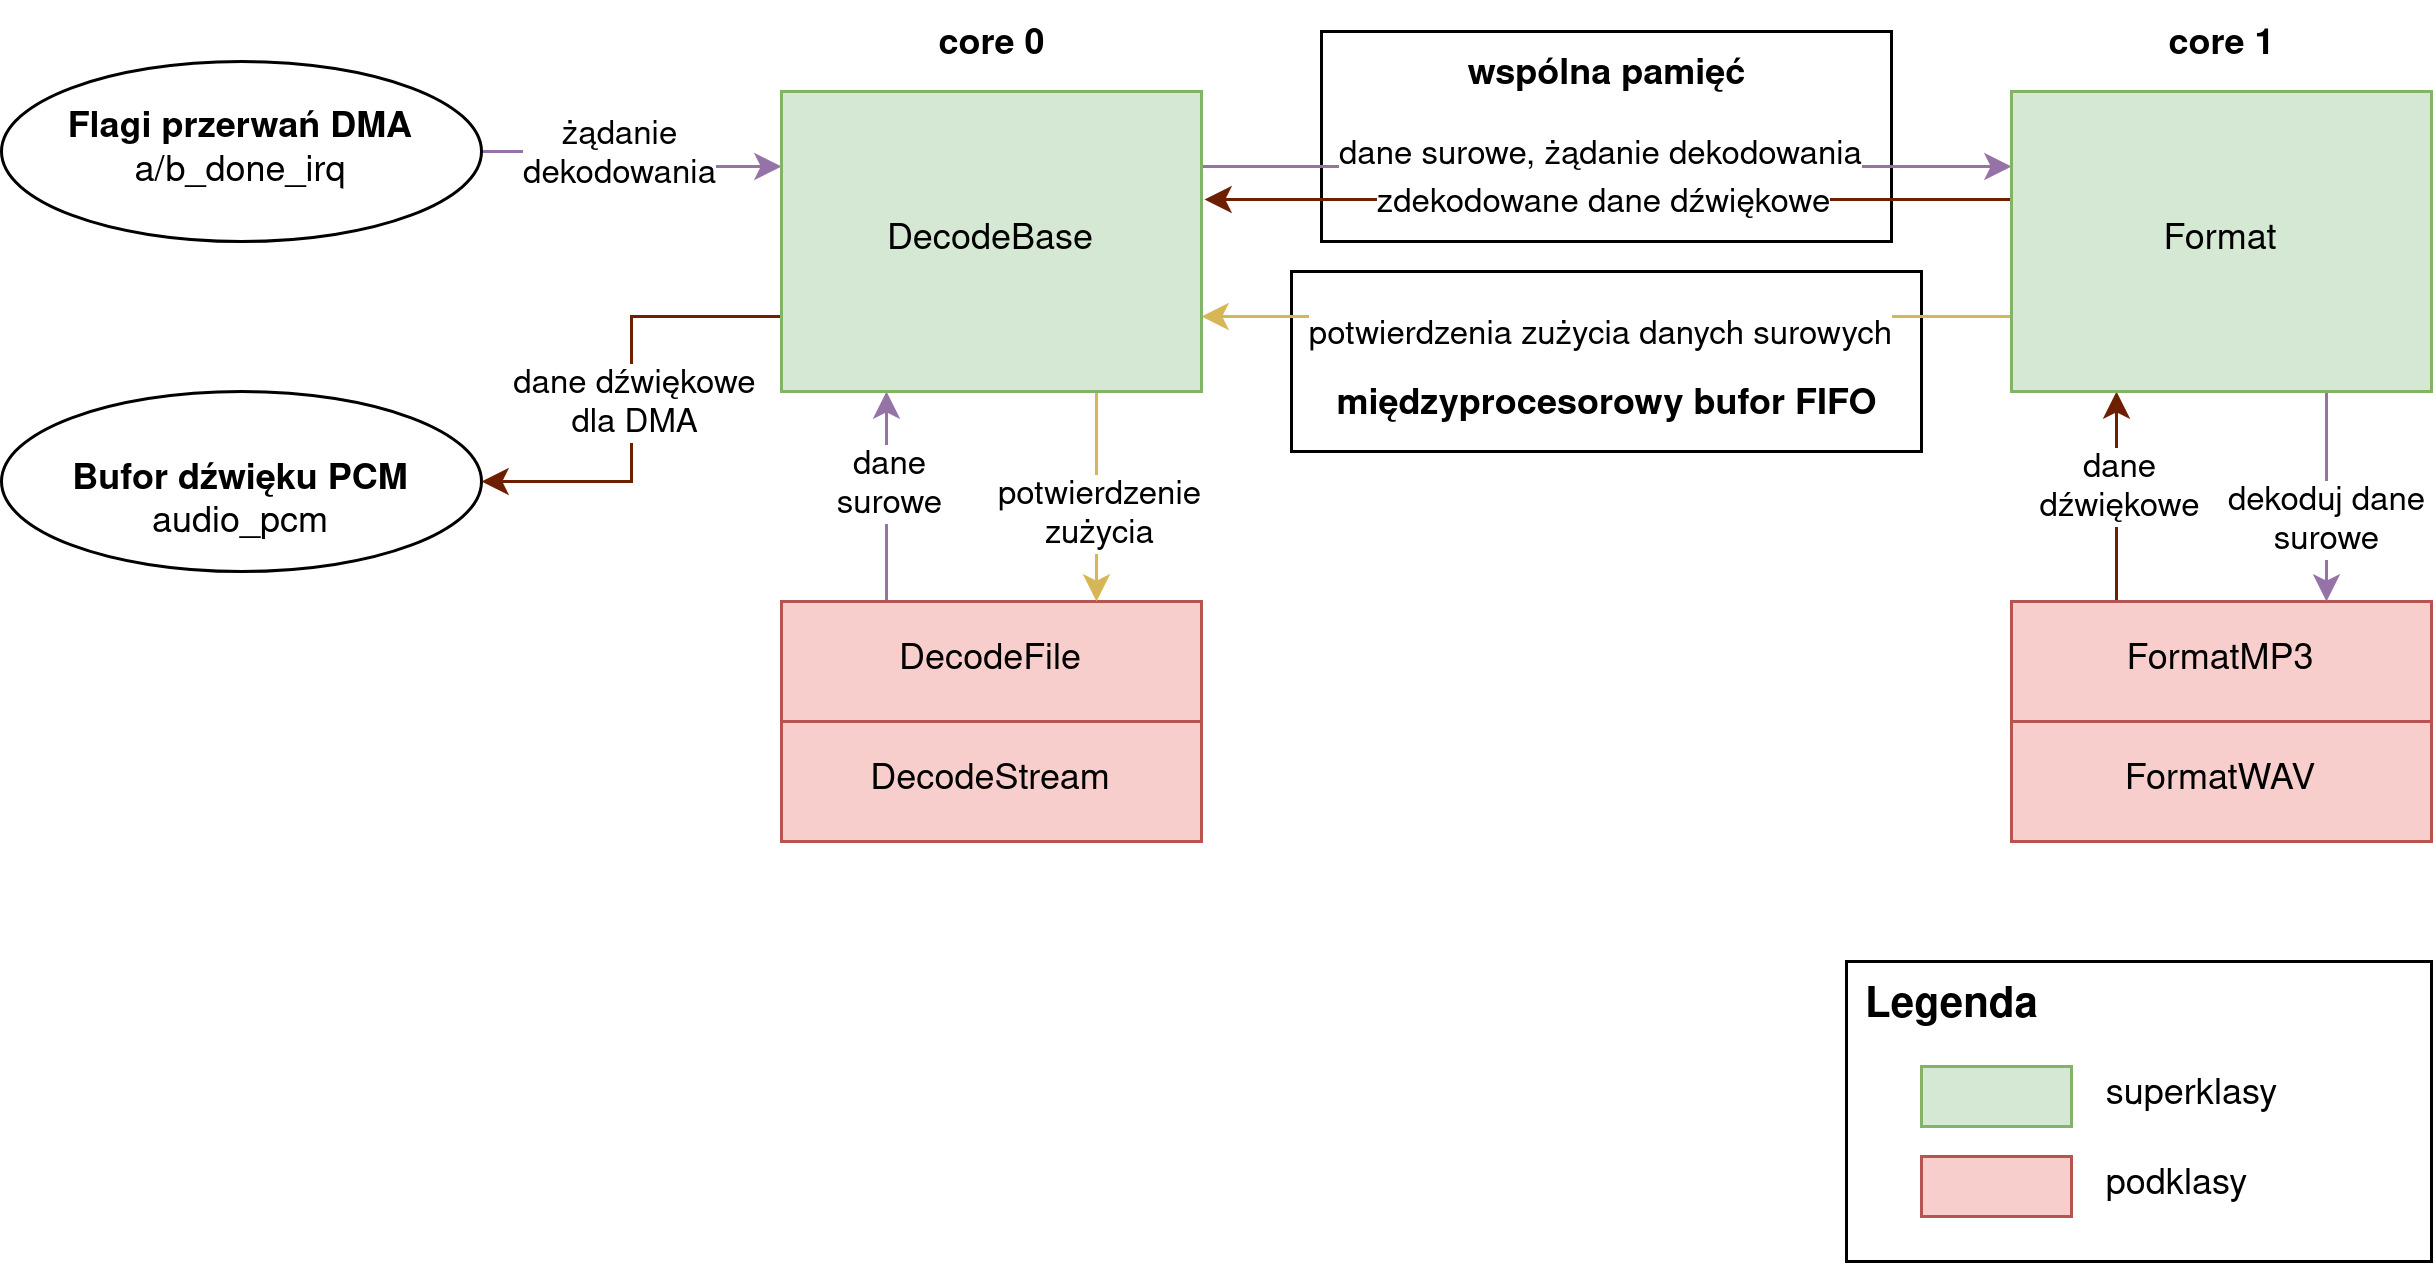 core 0
core 1
Flagi przerwań DMA
a/b_done_irq
żądanie
dekodowania
DecodeBase
wspólna pamięć
dane surowe, żądanie dekodowania
zdekodowane dane dźwiękowe
Format
potwierdzenia zużycia danych surowych
międzyprocesorowy bufor FIFO
dane dźwiękowe
dla DMA
Bufor dźwięku PCM
audio_pcm
dane
surowe
potwierdzenie
zużycia
dane
dźwiękowe
dekoduj dane
surowe
DecodeFile
DecodeStream
FormatMP3
FormatWAV
Legenda
superklasy
podklasy